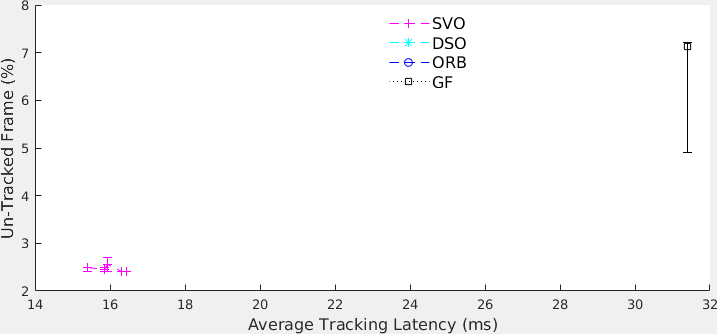 8
7
6
5
4
3
2
Un-Tracked Frame (%)
SVO
DSO
ORB
GF
14 16 18 20 22 24 26 28 30 32
Average Tracking Latency (ms)